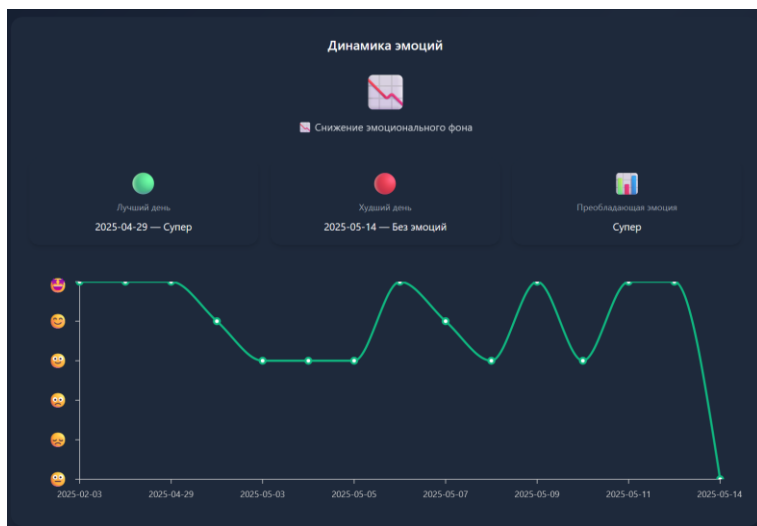 Динамика эмоций
Снижение эмоционального фона
Лучший день
2025-04-29 — Супер
Худший день
2025-05-14 — Без эмоций
Преобладающая эмоция
Супер
2025-02-03 2025-04-29 2025-05-03 2025-05-05 2025-05-07 2025-05-09 2025-05-11 2025-05-14